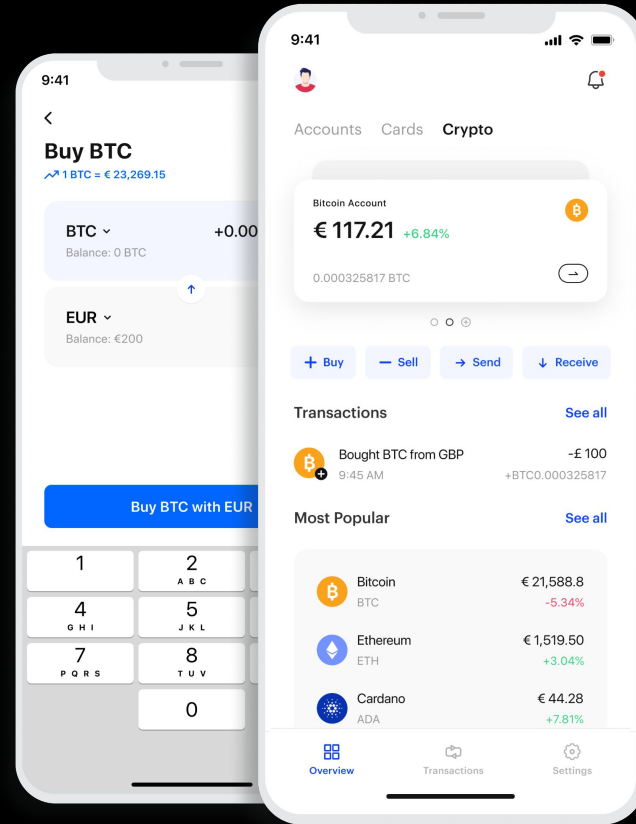 9:41
Buy BTC
1 BTC = € 23,269.15
BTC
+0.00
Balance: 0 BTC
EUR
Balance: €200
Buy BTC with EUR
1
2
ABC
4
GHI
5
JKL
7
PQRS
8
TUV
0
9:41
Accounts Cards Crypto
Bitcoin Account
€ 117.21 +6.84%
0.000325817 BTC
Buy Sell Send Receive
Transactions See all
Bought BTC from GBP -£ 100
9:45 AM +BTC0.000325817
Most Popular See all
Bitcoin € 21,588.8
BTC -5.34%
Ethereum € 1,519.50
ETH +3.04%
Cardano € 44.28
ADA +7.81%
Overview Transactions Settings